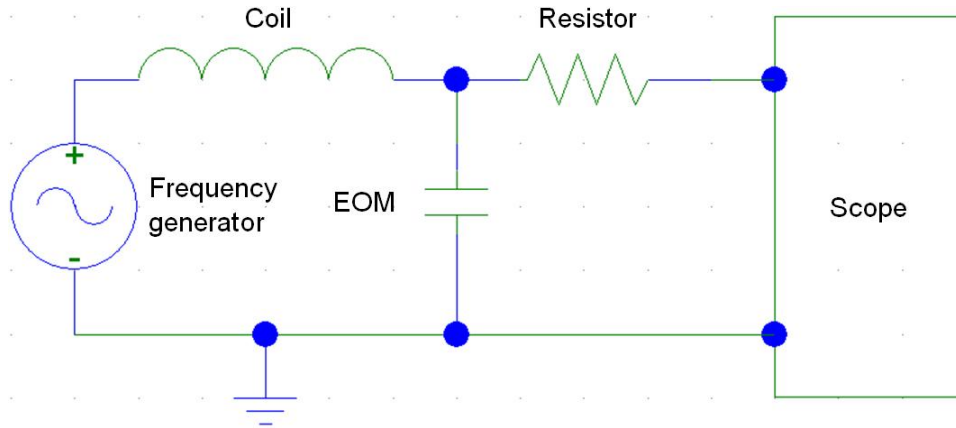 Coil
Resistor
+
Frequency
generator
-
EOM
Scope